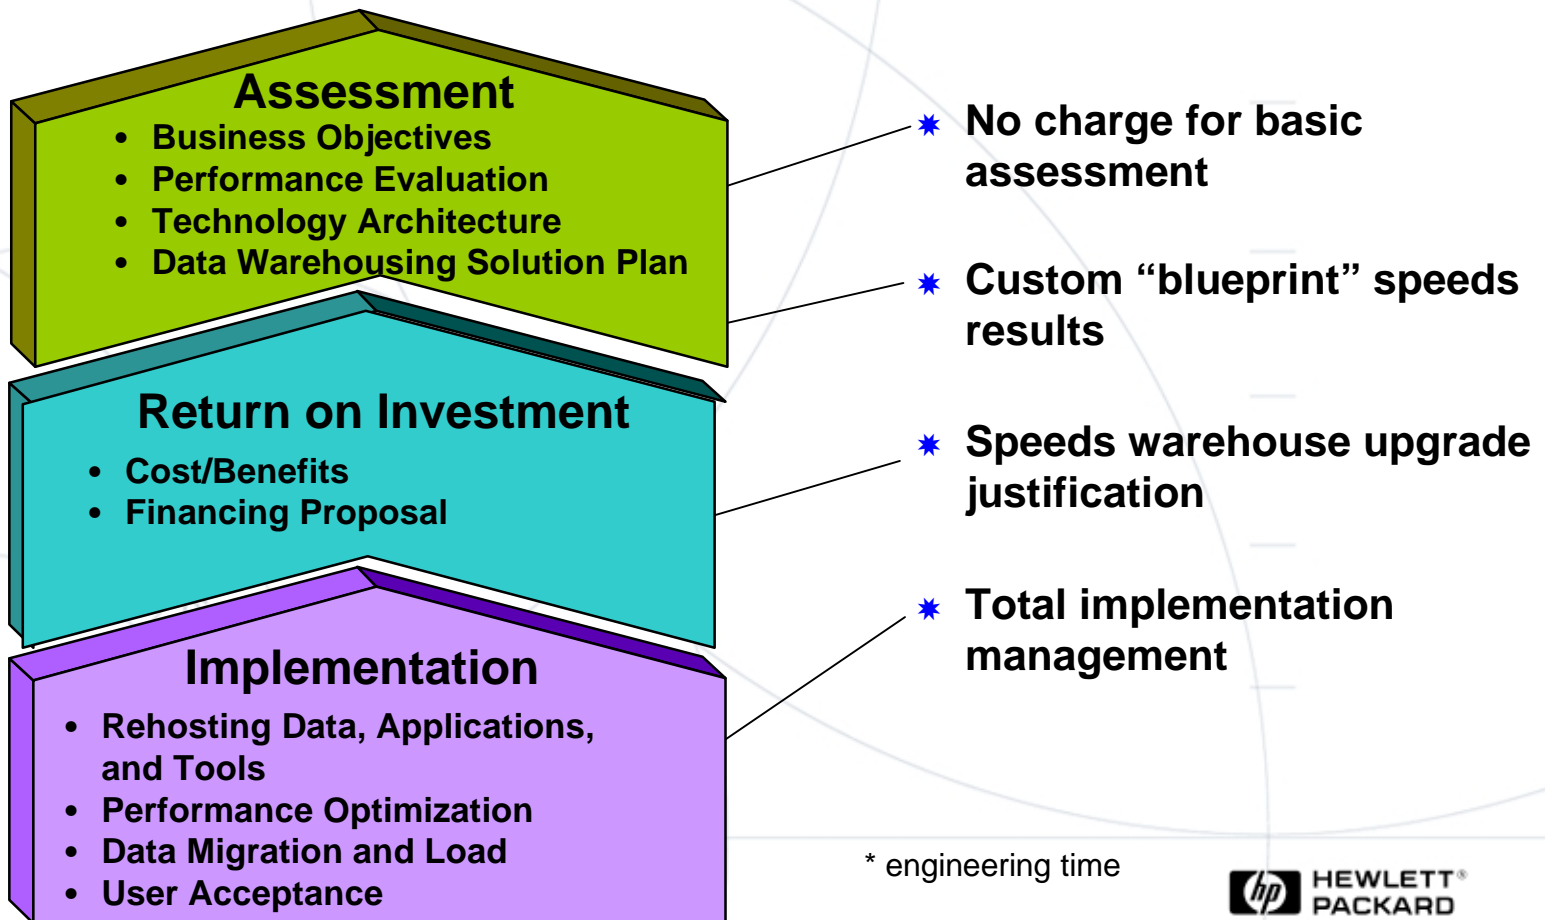 Assessment
• Business Objectives
• Performance Evaluation
• Technology Architecture
• Data Warehousing Solution Plan
Return on Investment
• Cost/Benefits
• Financing Proposal
Implementation
• Rehosting Data, Applications,
and Tools
• Performance Optimization
• Data Migration and Load
• User Acceptance
No charge for basic
assessment
Custom “blueprint” speeds
results
Speeds warehouse upgrade
justification
Total implementation
management
* engineering time
hp HEWLETT®
PACKARD